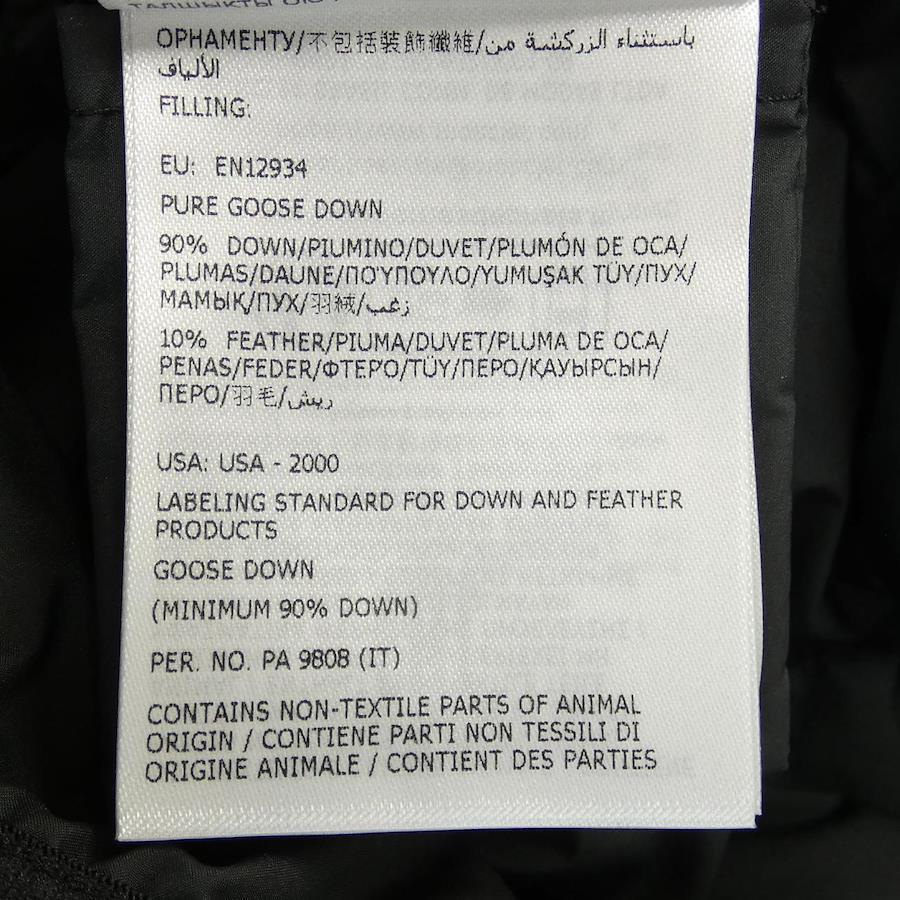 ОРНАМЕНТУ/不包括裝飾纖維/باستثناء الزركشة من
الألياف
FILLING:
EU: EN12934
PURE GOOSE DOWN
90% DOWN/PIUMINO/DUVET/PLUMÓN DE OCA/
PLUMAS/DAUNE/ΠΟΎΠΟΥΛΟ/YUMUŞAK TÜY/ПУХ/
МАМЫҚ/ПУХ/羽絨/زغب
10% FEATHER/PIUMA/DUVET/PLUMA DE OCA/
PENAS/FEDER/ΦΤΕΡΌ/TÜY/ПЕРО/ҚАУЫРСЫН/
ПЕРО/羽毛/ريش
USA: USA - 2000
LABELING STANDARD FOR DOWN AND FEATHER
PRODUCTS
GOOSE DOWN
(MINIMUM 90% DOWN)
PER. NO. PA 9808 (IT)
CONTAINS NON-TEXTILE PARTS OF ANIMAL
ORIGIN / CONTIENE PARTI NON TESSILI DI
ORIGINE ANIMALE / CONTIENT DES PARTIES